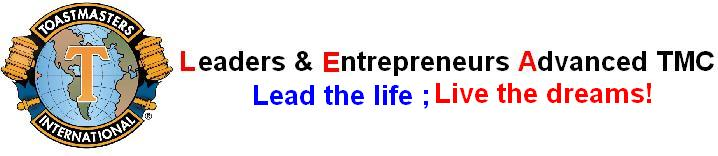 TOASTMASTERS
T
INTERNATIONAL
®
Leaders & Entrepreneurs Advanced TMC
Lead the life ; Live the dreams!